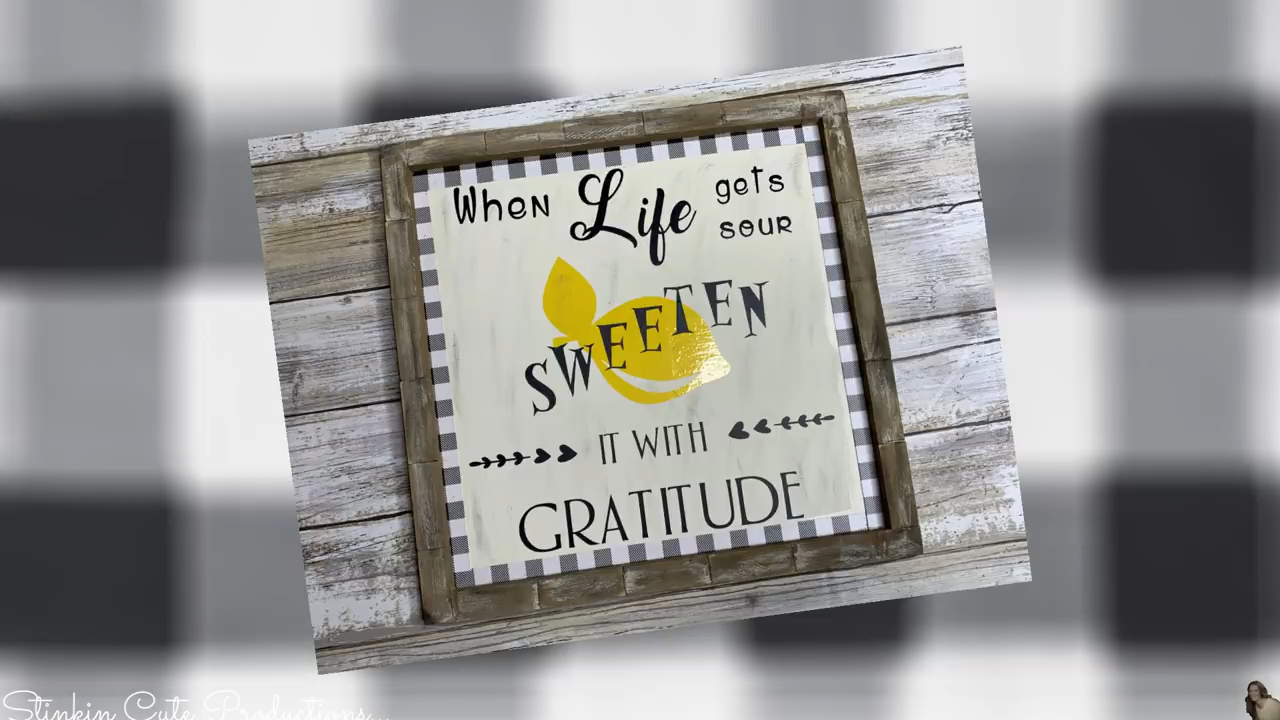 When Life gets
sour
SWEETEN
IT WITH
GRATITUDE
Stinkin Cute Productions...